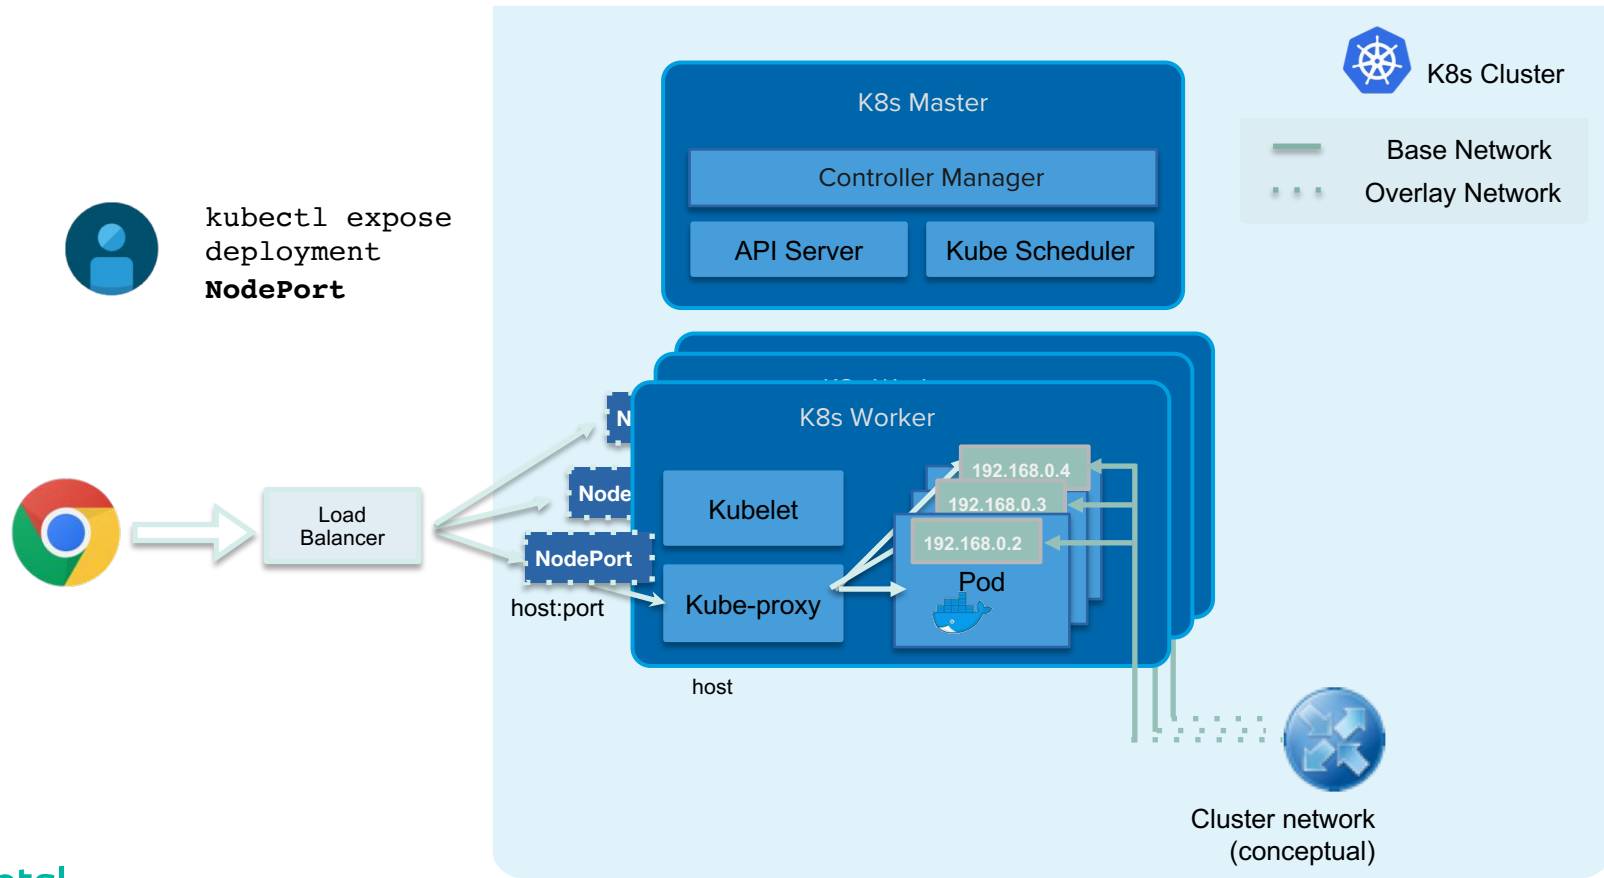 K8s Cluster
K8s Master
Base Network
Controller Manager
Overlay Network
kubectl expose
deployment
NodePort
API Server
Kube Scheduler
K8s Worker
N
192.168.0.4
Node
Kubelet
192.168.0.3
Load
Balancer
192.168.0.2
NodePort
Pod
host:port
Kube-proxy
host
Cluster network
(conceptual)